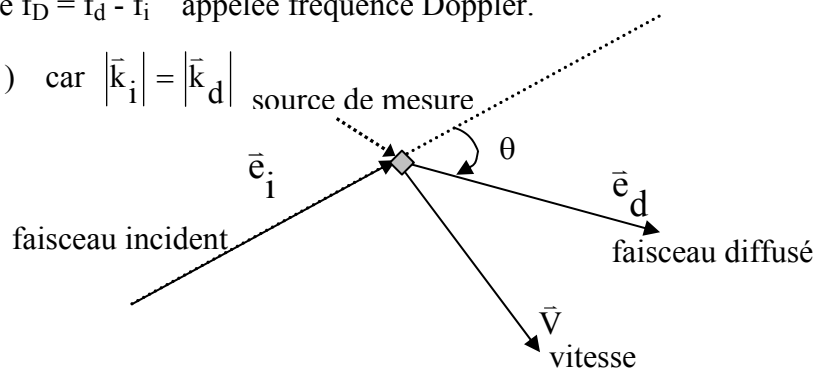 e f_D = f_d - f_i appelée fréquence Doppler.
) car |k⃗_i| = |k⃗_d|
source de mesure
θ
e⃗_i
e⃗_d
faisceau incident
faisceau diffusé
V⃗
vitesse